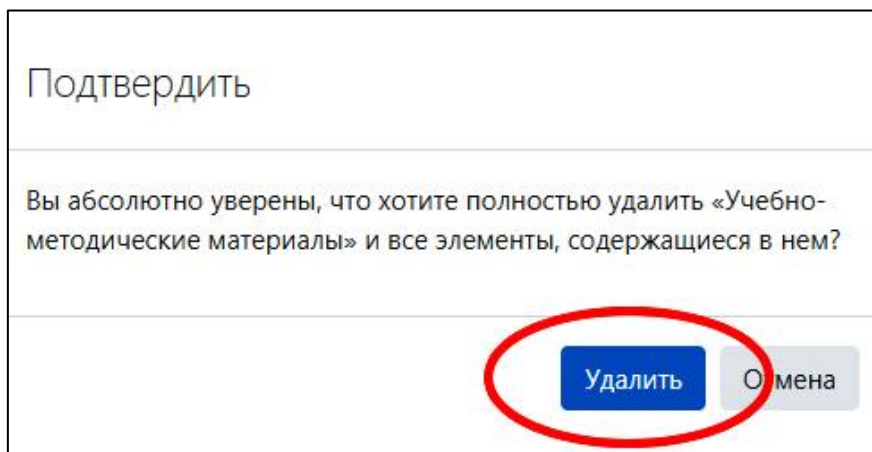 Подтвердить
Вы абсолютно уверены, что хотите полностью удалить «Учебно-
методические материалы» и все элементы, содержащиеся в нем?
Удалить Отмена